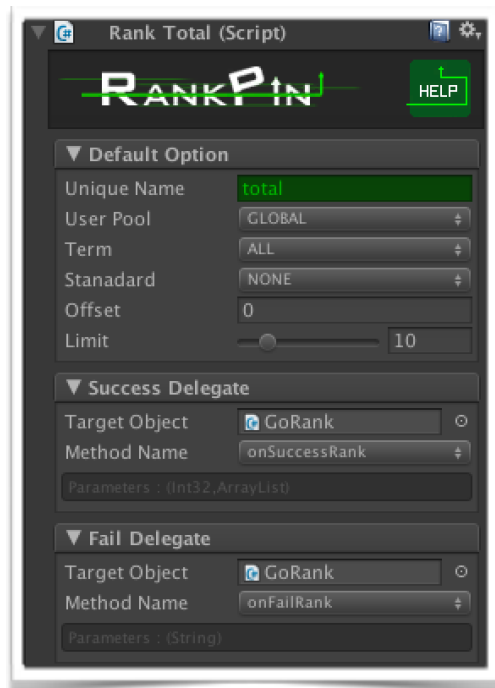 Rank Total (Script)
RANKPIN
HELP
▼ Default Option
Unique Name total
User Pool GLOBAL
Term ALL
Stanadard NONE
Offset 0
Limit 10
▼ Success Delegate
Target Object GoRank
Method Name onSuccessRank
Parameters : (Int32,ArrayList)
▼ Fail Delegate
Target Object GoRank
Method Name onFailRank
Parameters : (String)